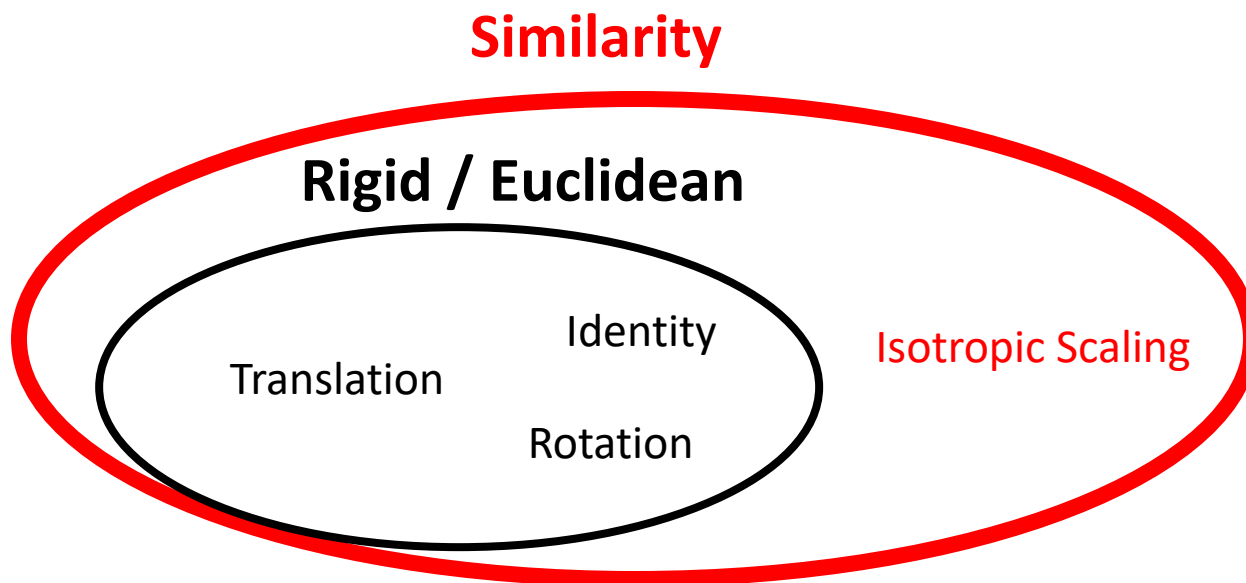 Similarity
Rigid / Euclidean
Identity
Isotropic Scaling
Translation
Rotation